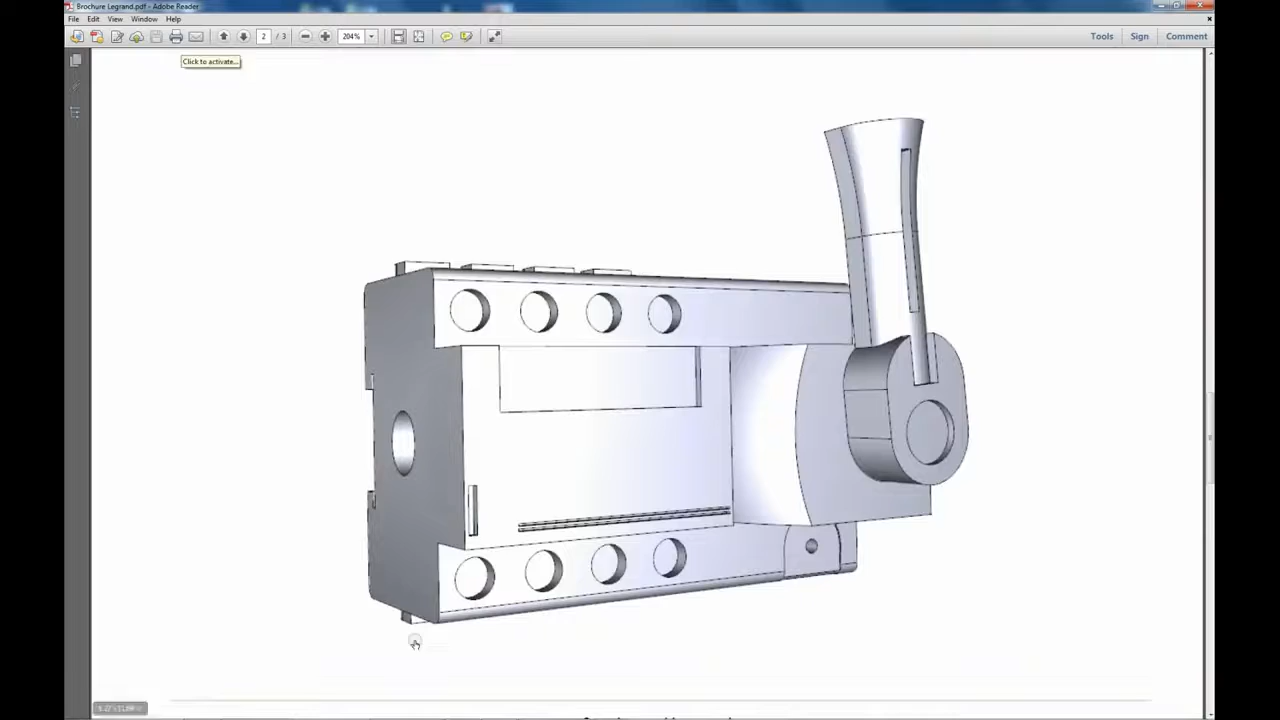 Brochure Legrand.pdf - Adobe Reader
File Edit View Window Help
2 / 3 204% Tools Sign Comment
Click to activate...